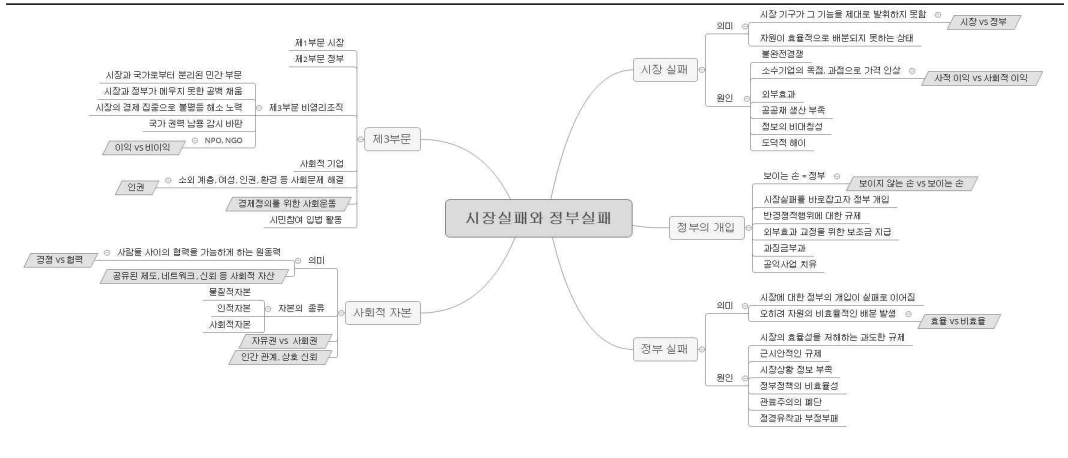 시장실패와 정부실패
시장 실패
의미
시장 기구가 그 기능을 제대로 발휘하지 못함
시장 vs 정부
자원이 효율적으로 배분되지 못하는 상태
원인
불완전경쟁
소수기업의 독점, 과점으로 가격 인상
사적 이익 vs 사회적 이익
외부효과
공공재 생산 부족
정보의 비대칭성
도덕적 해이
정부의 개입
보이는 손 = 정부
보이지 않는 손 vs 보이는 손
시장실패를 바로잡고자 정부 개입
반경쟁적행위에 대한 규제
외부효과 교정을 위한 보조금 지급
과징금부과
공익사업 치유
정부 실패
의미
시장에 대한 정부의 개입이 실패로 이어짐
오히려 자원의 비효율적인 배분 발생
효율 vs 비효율
원인
시장의 효율성을 저해하는 과도한 규제
근시안적인 규제
시장상황 정보 부족
정부정책의 비효율성
관료주의의 폐단
정경유착과 부정부패
제3부문
제1부문 시장
제2부문 정부
제3부문 비영리조직
시장과 국가로부터 분리된 민간 부문
시장과 정부가 메우지 못한 공백 채움
시장의 경제 집중으로 불평등 해소 노력
국가 권력 남용 감시 비판
NPO, NGO
이익 vs 비이익
사회적 기업
소외 계층, 여성, 인권, 환경 등 사회문제 해결
인권
경제정의를 위한 사회운동
시민참여 입법 활동
사회적 자본
의미
사람들 사이의 협력을 가능하게 하는 원동력
경쟁 vs 협력
공유된 제도, 네트워크, 신뢰 등 사회적 자산
자본의 종류
물질적자본
인적자본
사회적자본
자유권 vs 사회권
인간 관계, 상호 신뢰